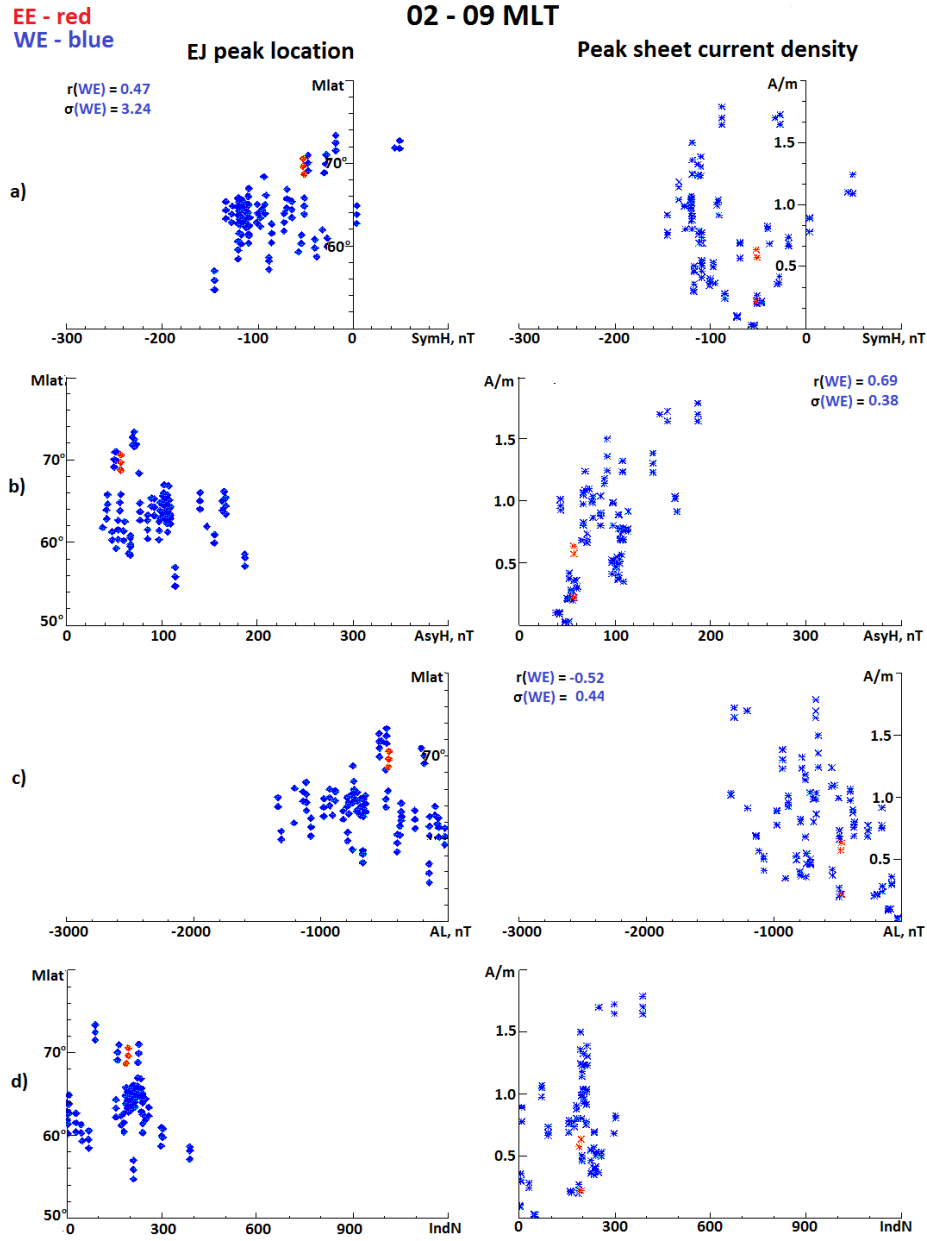 02 - 09 MLT
EE - red
WE - blue
EJ peak location
Peak sheet current density
a)
r(WE) = 0.47
σ(WE) = 3.24
Mlat
70°
60°
-300 -200 -100 0 SymH, nT
A/m
1.5
1.0
0.5
-300 -200 -100 0 SymH, nT
b)
Mlat
70°
60°
50°
0 200 300 AsyH, nT
A/m
r(WE) = 0.69
σ(WE) = 0.38
1.5
1.0
0.5
0 100 200 300 AsyH, nT
c)
Mlat
70°
-3000 -2000 -1000 AL, nT
r(WE) = -0.52
σ(WE) = 0.44
A/m
1.5
1.0
0.5
-3000 -2000 -1000 AL, nT
d)
Mlat
70°
60°
50°
0 300 600 900 IndN
A/m
1.5
1.0
0.5
0 300 600 900 IndN